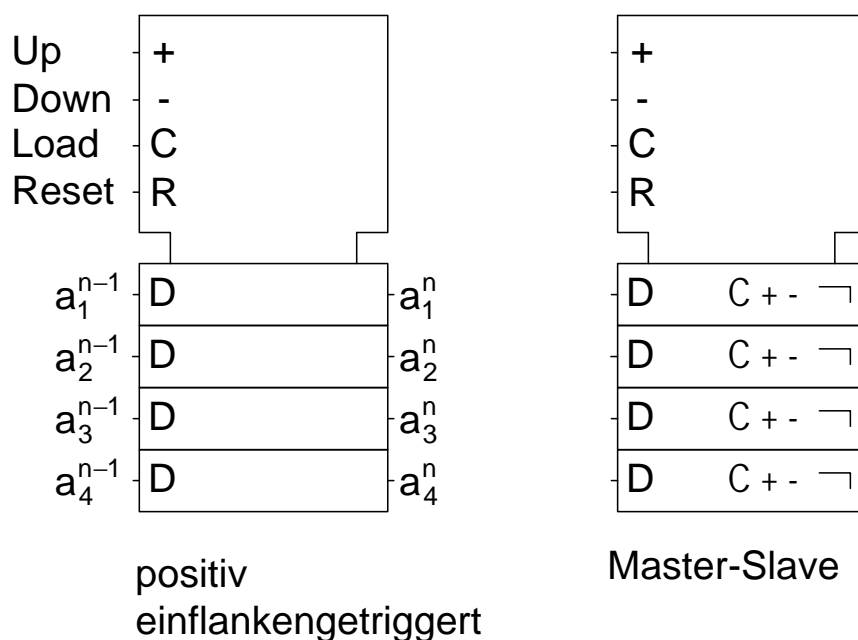 Up + +
Down - -
Load C C
Reset R R
a₁ⁿ⁻¹ D a₁ⁿ D C + - ¬
a₂ⁿ⁻¹ D a₂ⁿ D C + - ¬
a₃ⁿ⁻¹ D a₃ⁿ D C + - ¬
a₄ⁿ⁻¹ D a₄ⁿ D C + - ¬
positiv
einflankengetriggert
Master-Slave